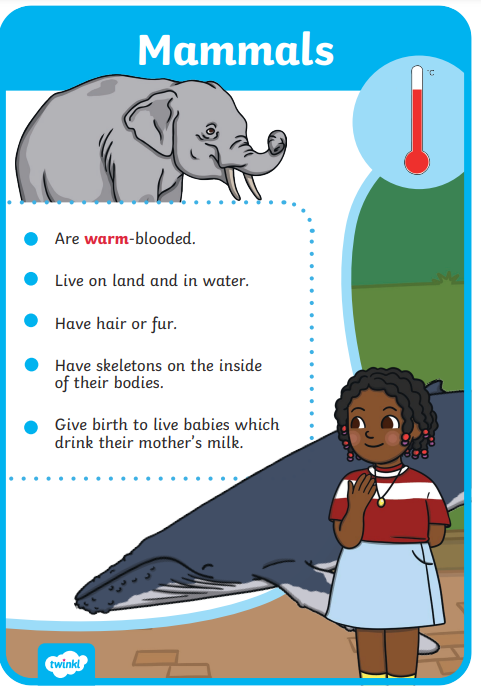 Mammals
°C
Are warm-blooded.
Live on land and in water.
Have hair or fur.
Have skeletons on the inside
of their bodies.
Give birth to live babies which
drink their mother's milk.
twinkl